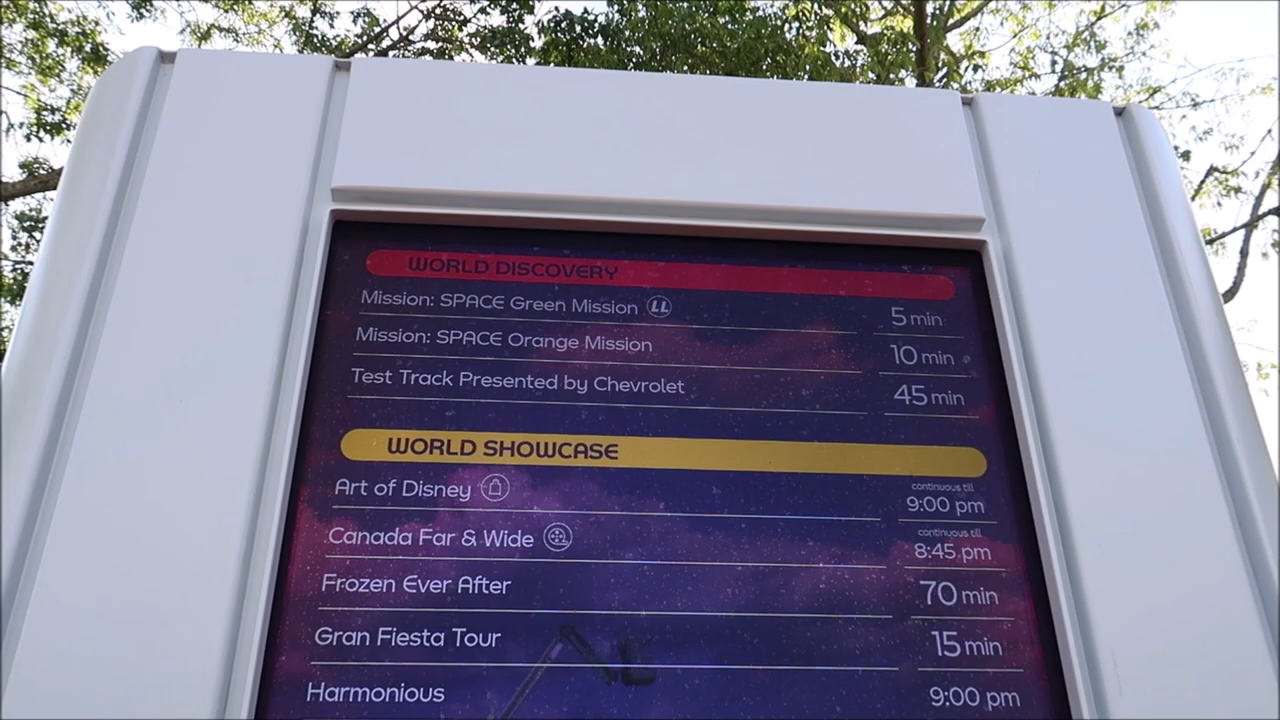 WORLD DISCOVERY
Mission: SPACE Green Mission LL 5 min
Mission: SPACE Orange Mission 10 min
Test Track Presented by Chevrolet 45 min
WORLD SHOWCASE
Art of Disney continuous till 9:00 pm
Canada Far & Wide continuous till 8:45 pm
Frozen Ever After 70 min
Gran Fiesta Tour 15 min
Harmonious 9:00 pm